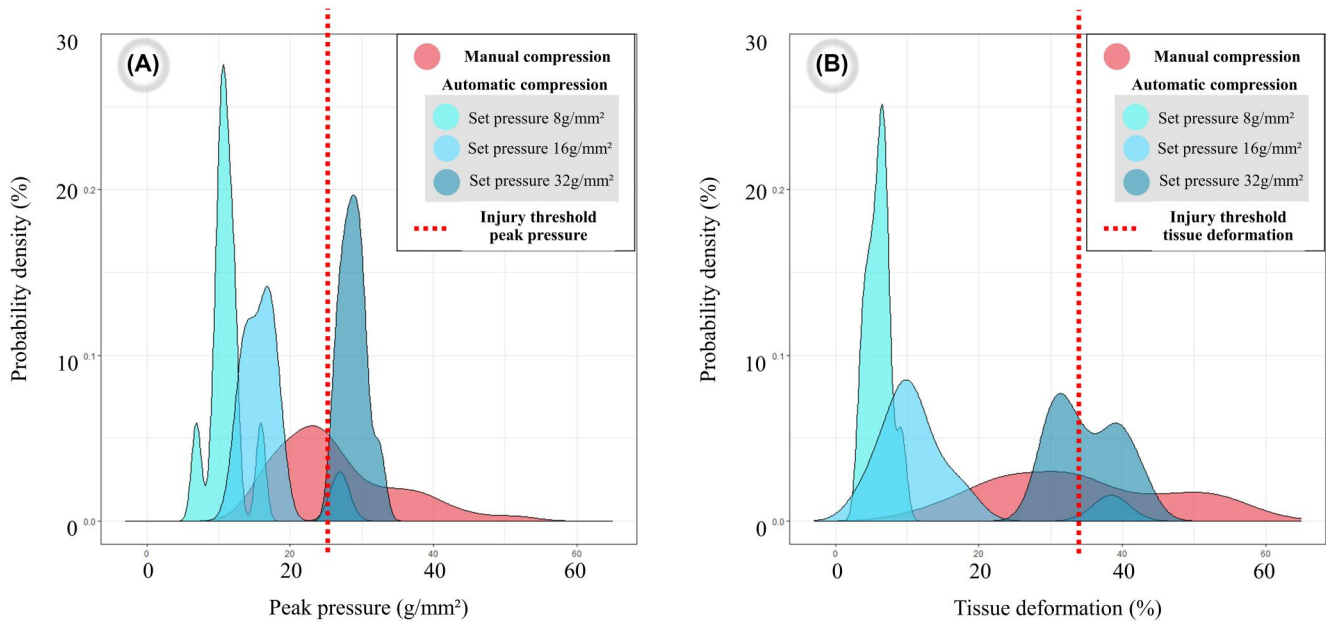 (A)
30
20
10
0
0.2
0.1
0.0
Probability density (%)
Manual compression
Automatic compression
Set pressure 8g/mm²
Set pressure 16g/mm²
Set pressure 32g/mm²
Injury threshold
peak pressure
0
20
40
60
0
20
40
60
Peak pressure (g/mm²)
(B)
30
20
10
0
0.2
0.1
0.0
Probability density (%)
Manual compression
Automatic compression
Set pressure 8g/mm²
Set pressure 16g/mm²
Set pressure 32g/mm²
Injury threshold
tissue deformation
0
20
40
60
0
20
40
60
Tissue deformation (%)